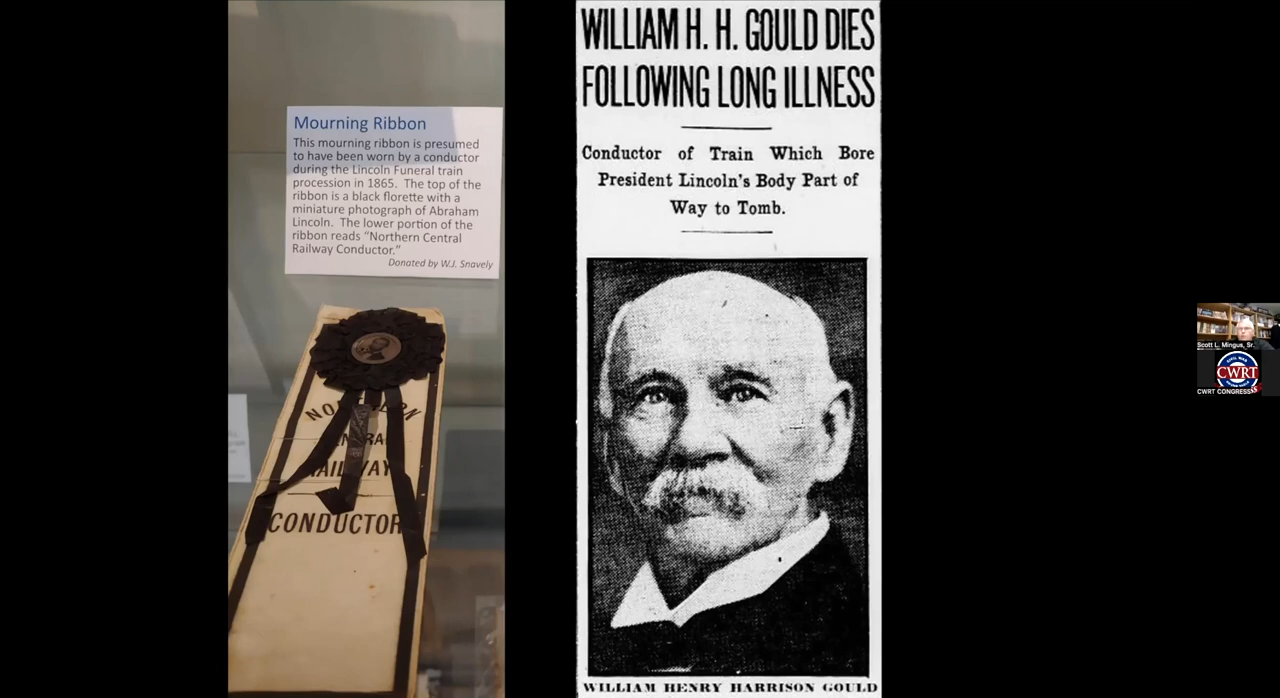 Mourning Ribbon
This mourning ribbon is presumed
to have been worn by a conductor
during the Lincoln Funeral train
procession in 1865. The top of the
ribbon is a black florette with a
miniature photograph of Abraham
Lincoln. The lower portion of the
ribbon reads “Northern Central
Railway Conductor.”
Donated by W.J. Snavely
CONDUCTOR
WILLIAM H. H. GOULD DIES
FOLLOWING LONG ILLNESS
Conductor of Train Which Bore
President Lincoln's Body Part of
Way to Tomb.
WILLIAM HENRY HARRISON GOULD
Scott L. Mingus, Sr.
CIVIL WAR
CWRT
CWRT CONGRESS